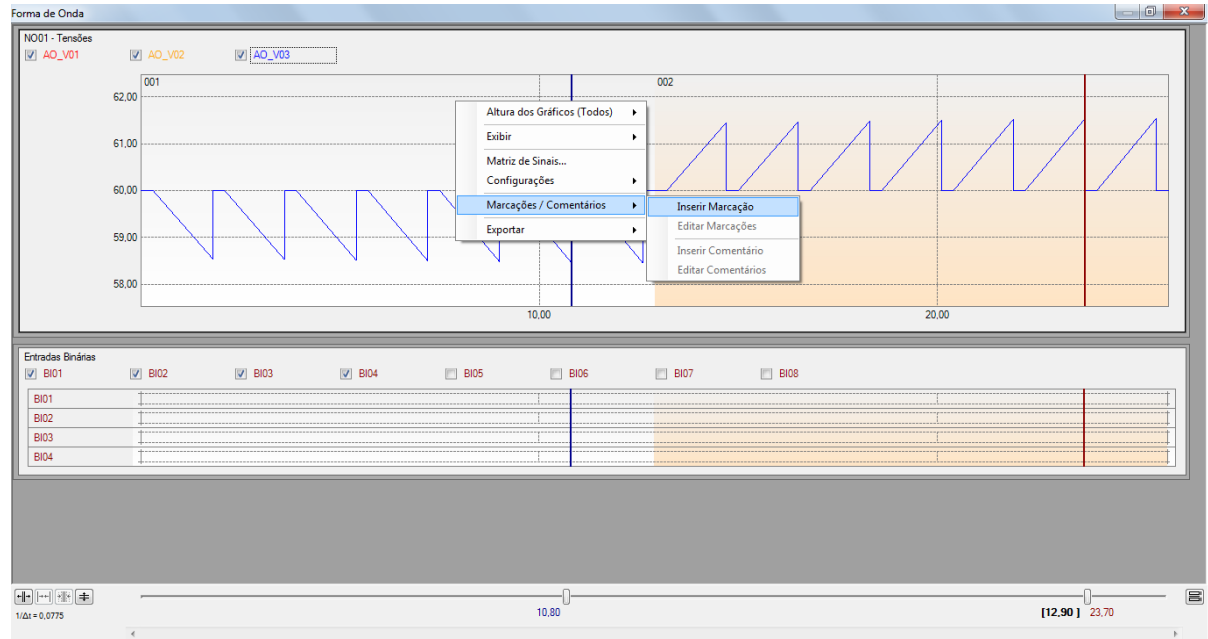 Forma de Onda
NO01 - Tensões
AO_V01 AO_V02 AO_V03
001 002
62,00
61,00
60,00
59,00
58,00
10,00 20,00
Altura dos Gráficos (Todos)
Exibir
Matriz de Sinais...
Configurações
Marcações / Comentários
Exportar
Inserir Marcação
Editar Marcações
Inserir Comentário
Editar Comentários
Entradas Binárias
BI01 BI02 BI03 BI04 BI05 BI06 BI07 BI08
BI01
BI02
BI03
BI04
1/Δt = 0,0775
10,80 [12,90 ] 23,70